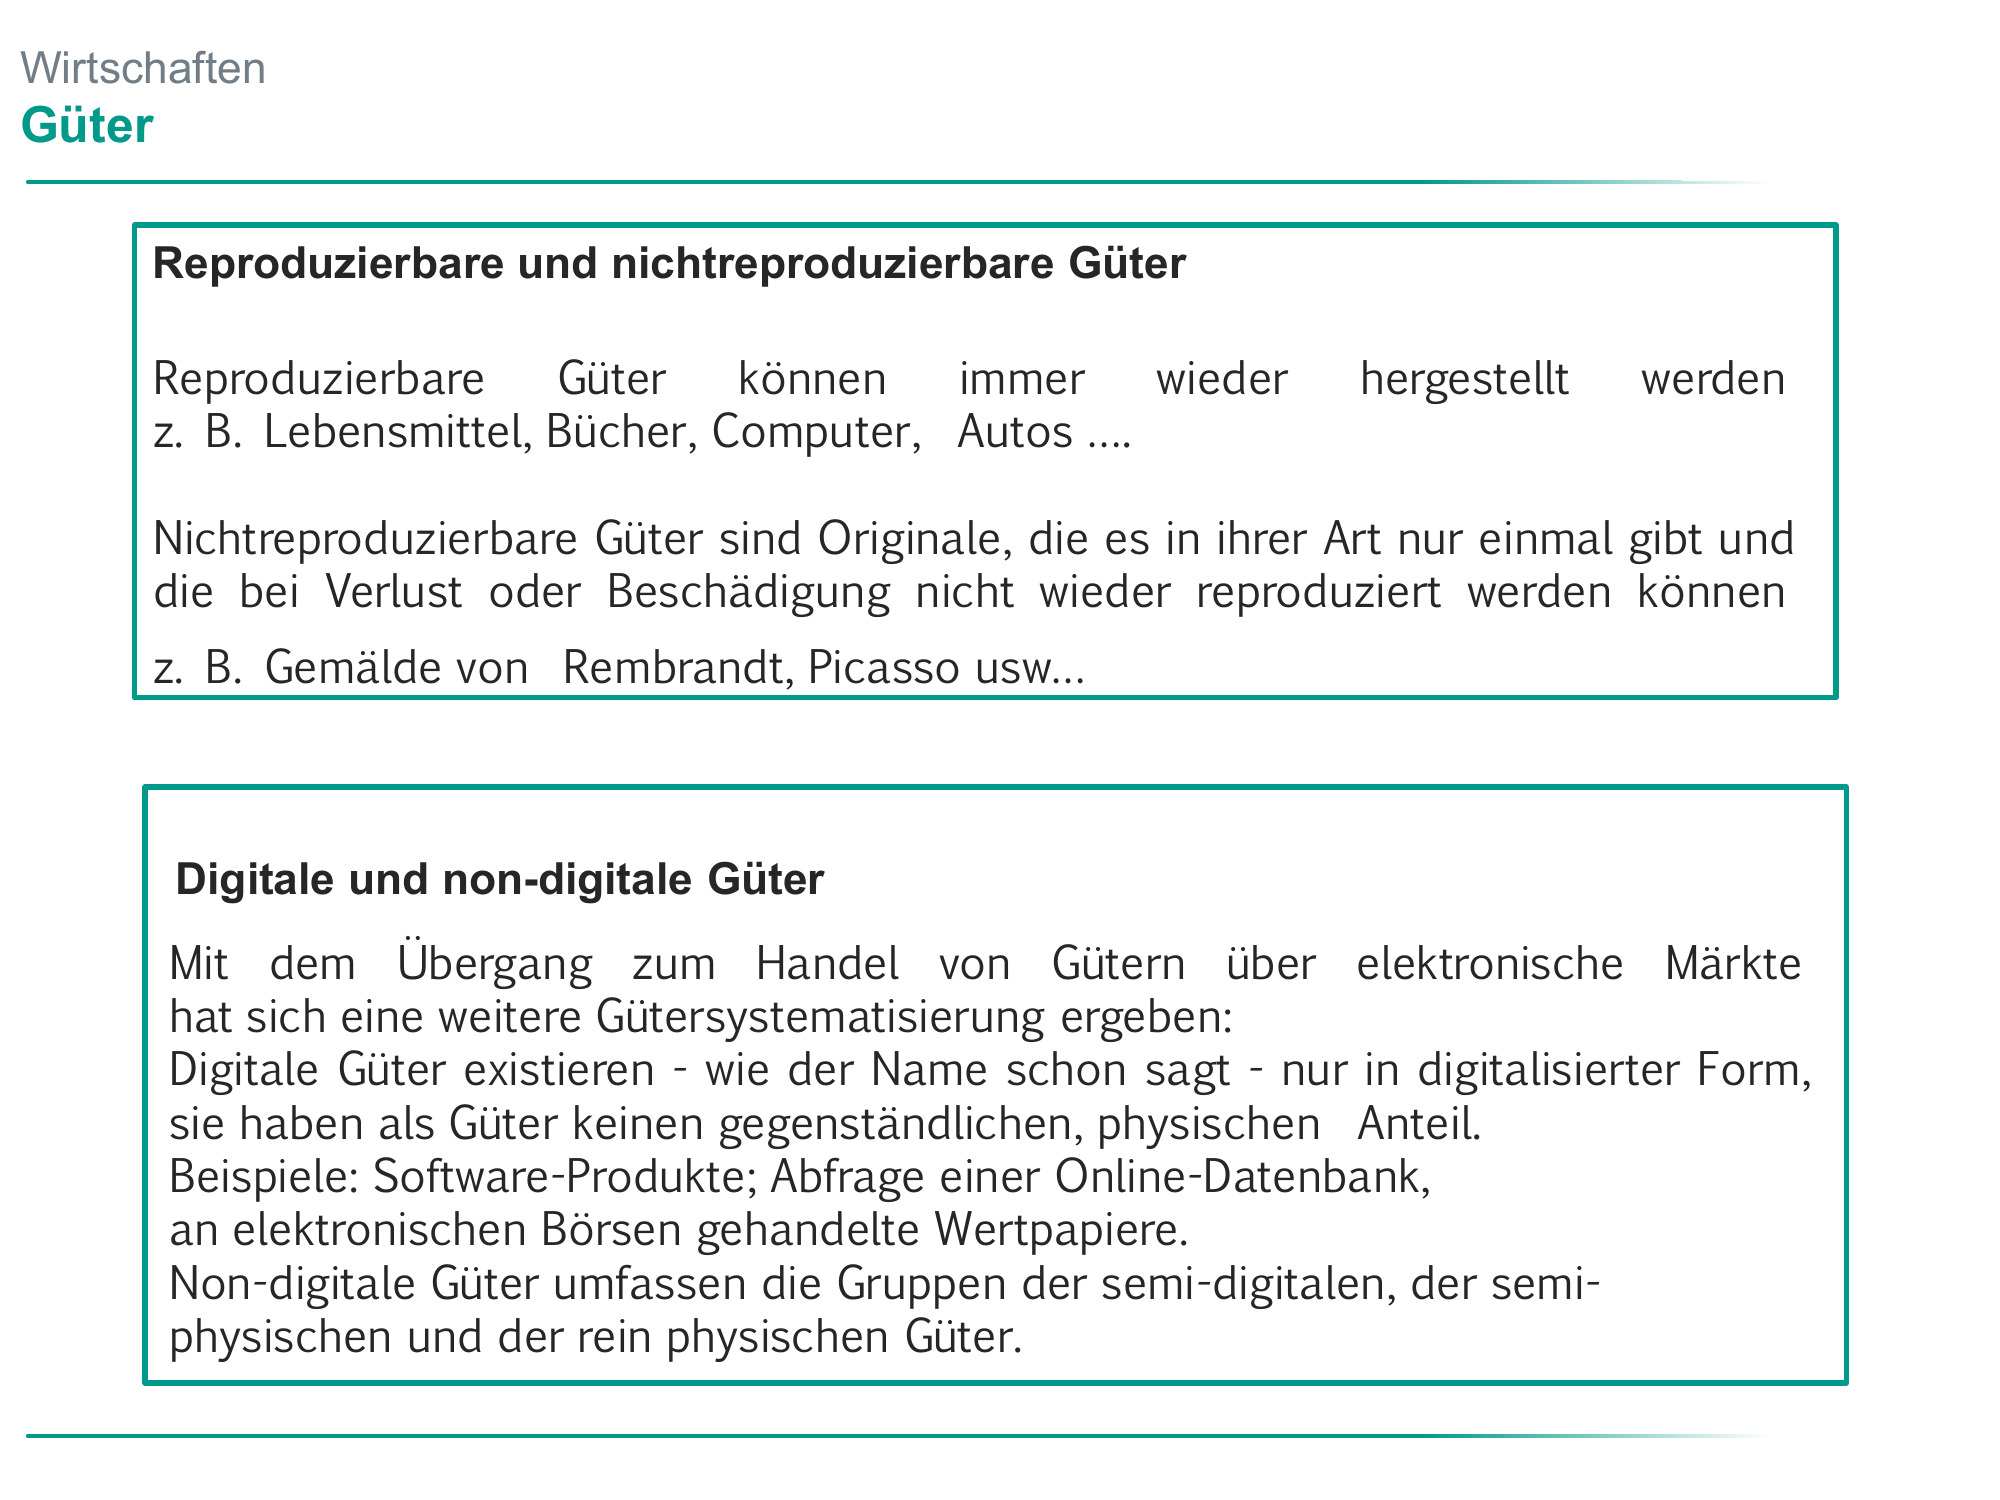 Wirtschaften
Güter
Reproduzierbare und nichtreproduzierbare Güter
Reproduzierbare Güter können immer wieder hergestellt werden
z. B. Lebensmittel, Bücher, Computer, Autos ....
Nichtreproduzierbare Güter sind Originale, die es in ihrer Art nur einmal gibt und
die bei Verlust oder Beschädigung nicht wieder reproduziert werden können
z. B. Gemälde von Rembrandt, Picasso usw...
Digitale und non-digitale Güter
Mit dem Übergang zum Handel von Gütern über elektronische Märkte
hat sich eine weitere Gütersystematisierung ergeben:
Digitale Güter existieren - wie der Name schon sagt - nur in digitalisierter Form,
sie haben als Güter keinen gegenständlichen, physischen Anteil.
Beispiele: Software-Produkte; Abfrage einer Online-Datenbank,
an elektronischen Börsen gehandelte Wertpapiere.
Non-digitale Güter umfassen die Gruppen der semi-digitalen, der semi-
physischen und der rein physischen Güter.